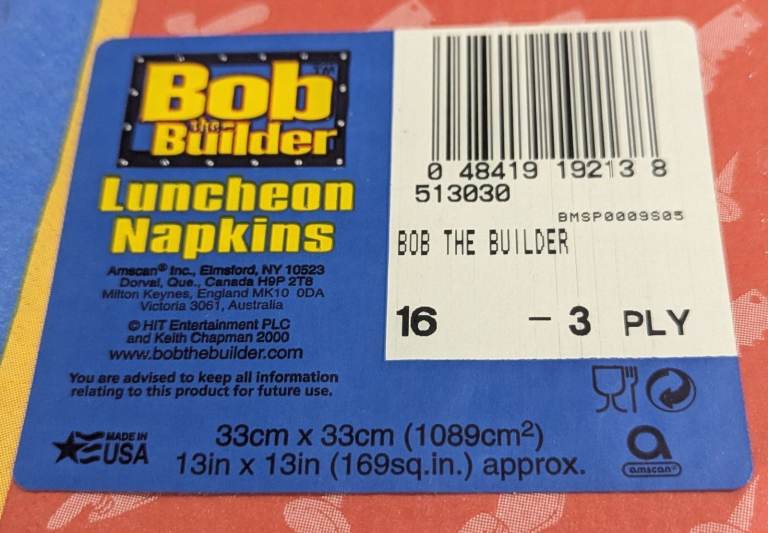 Bob ™
the
Builder
Luncheon
Napkins
Amscan® Inc., Elmsford, NY 10523
Dorval, Que., Canada H9P 2T8
Milton Keynes, England MK10 0DA
Victoria 3061, Australia
© HIT Entertainment PLC
and Keith Chapman 2000
www.bobthebuilder.com
You are advised to keep all information
relating to this product for future use.
MADE IN
USA
33cm x 33cm (1089cm²)
13in x 13in (169sq.in.) approx.
0 48419 19213 8
513030
BMSP0009S05
BOB THE BUILDER
16 - 3 PLY
amscan®